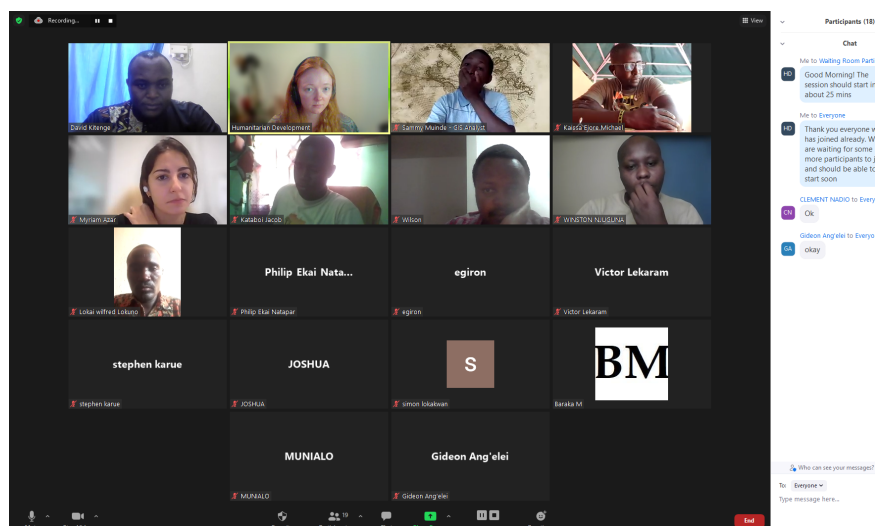 Recording...
View
David Kitenge
Humanitarian Development
Sammy Muinde - GIS Analyst
Kaissa Ejore Michael
Myriam Azar
Kataboi Jacob
Wilson
WINSTON NJUGUNA
Lokai wilfred Lokuno
Philip Ekai Nata...
Philip Ekai Natapar
egiron
egiron
Victor Lekaram
Victor Lekaram
stephen karue
stephen karue
JOSHUA
JOSHUA
S
simon lokakwan
BM
Baraka M
MUNIALO
MUNIALO
Gideon Ang'elei
Gideon Ang'elei
19
End
Participants (18)
Chat
Me to Waiting Room Parti
HD
Good Morning! The
session should start in
about 25 mins
Me to Everyone
HD
Thank you everyone w
has joined already. W
are waiting for some
more participants to j
and should be able to
start soon
CLEMENT NADIO to Every
CN
Ok
Gideon Ang'elei to Everyo
GA
okay
Who can see your messages?
To: Everyone
Type message here...